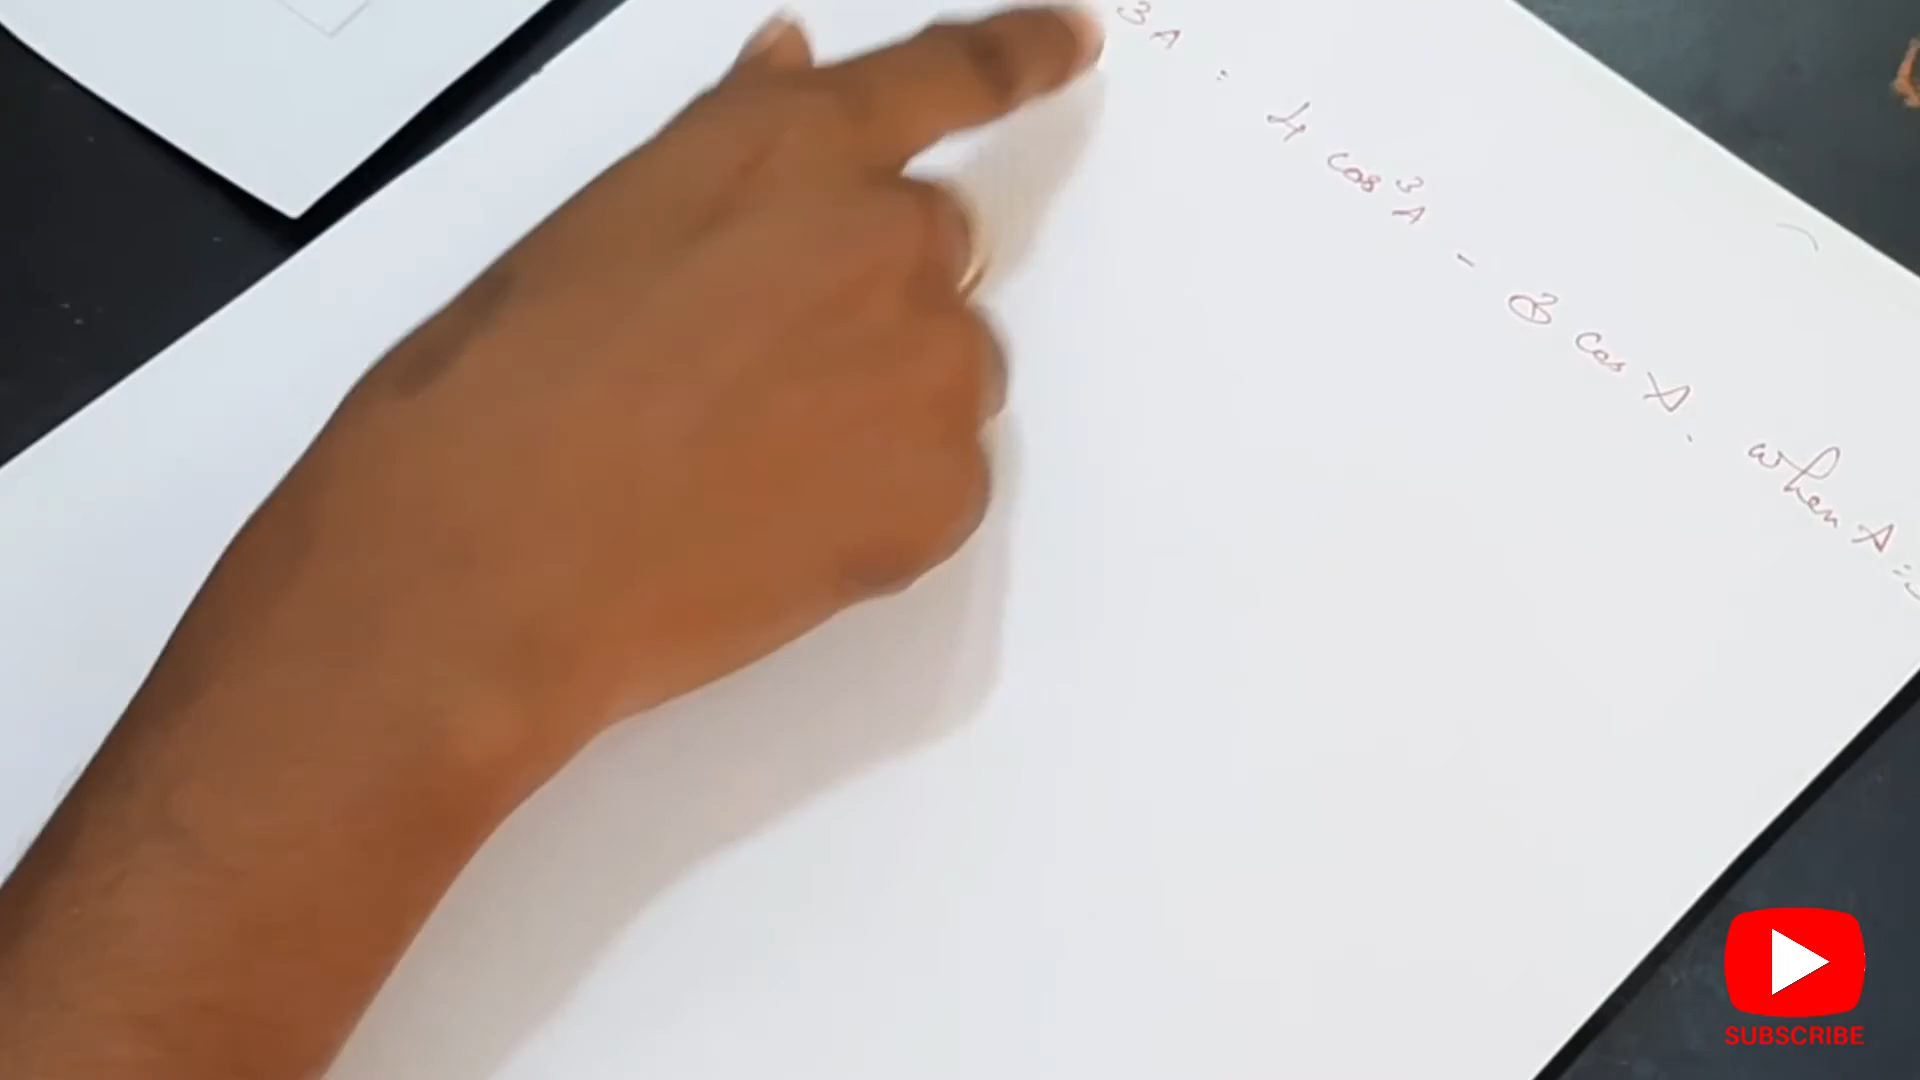 3A = 4 cos³A - 3 cos A. when A =
SUBSCRIBE